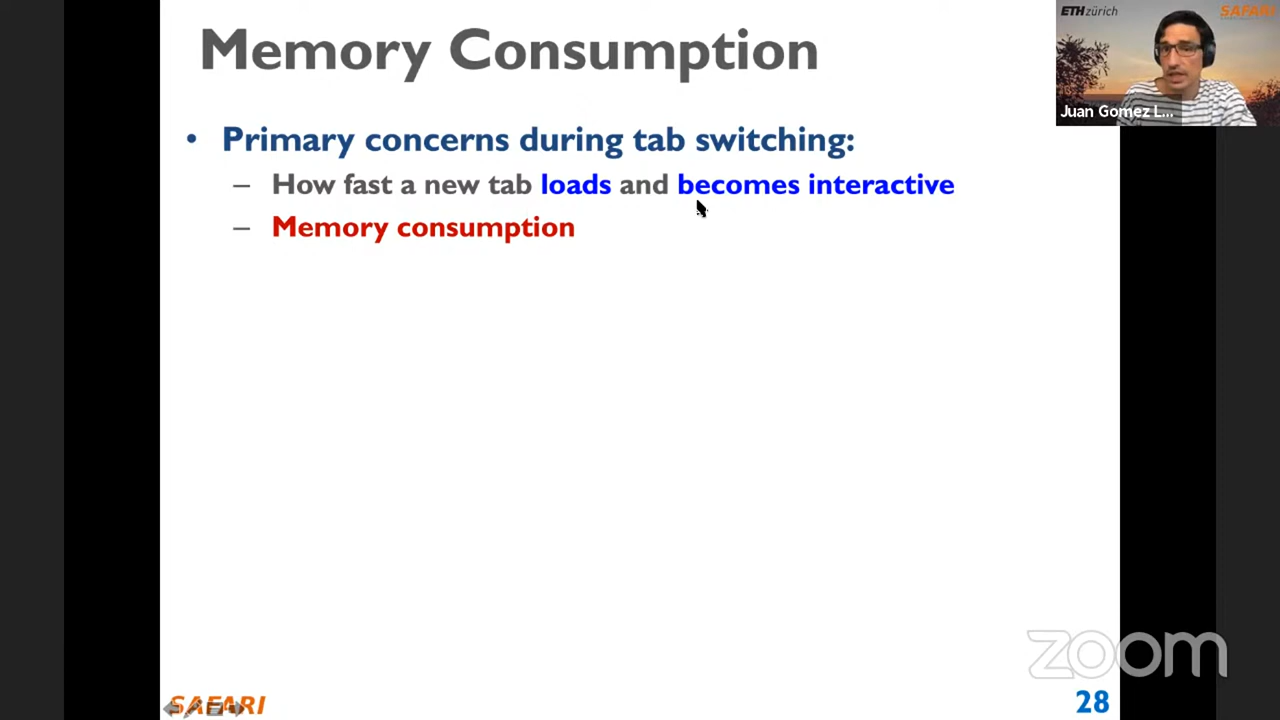 Memory Consumption
ETH zürich
SAFARI
Juan Gomez L...
• Primary concerns during tab switching:
– How fast a new tab loads and becomes interactive
– Memory consumption
zoom
SAFARI
28